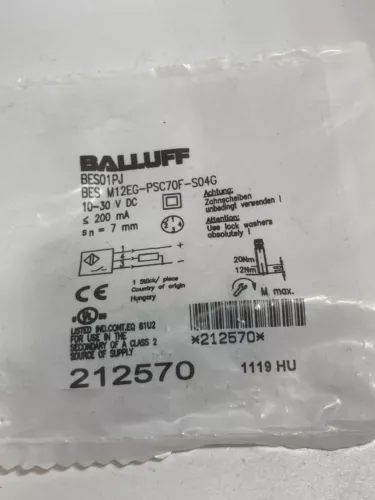 BALLUFF
BES01PJ
BES M12EG-PSC70F-S04G
10-30 V DC
≤ 200 mA
sn = 7 mm
Achtung:
Zahnscheiben
unbedingt verwenden !
Attention:
Use lock washers
absolutely !
+
−
20Nm
12Nm
M max.
1 Stück/ piece
Country of origin
Hungary
CE
UL
LISTED IND.CONT.EQ 81U2
FOR USE IN THE
SECONDARY OF A CLASS 2
SOURCE OF SUPPLY
*212570*
212570
1119 HU